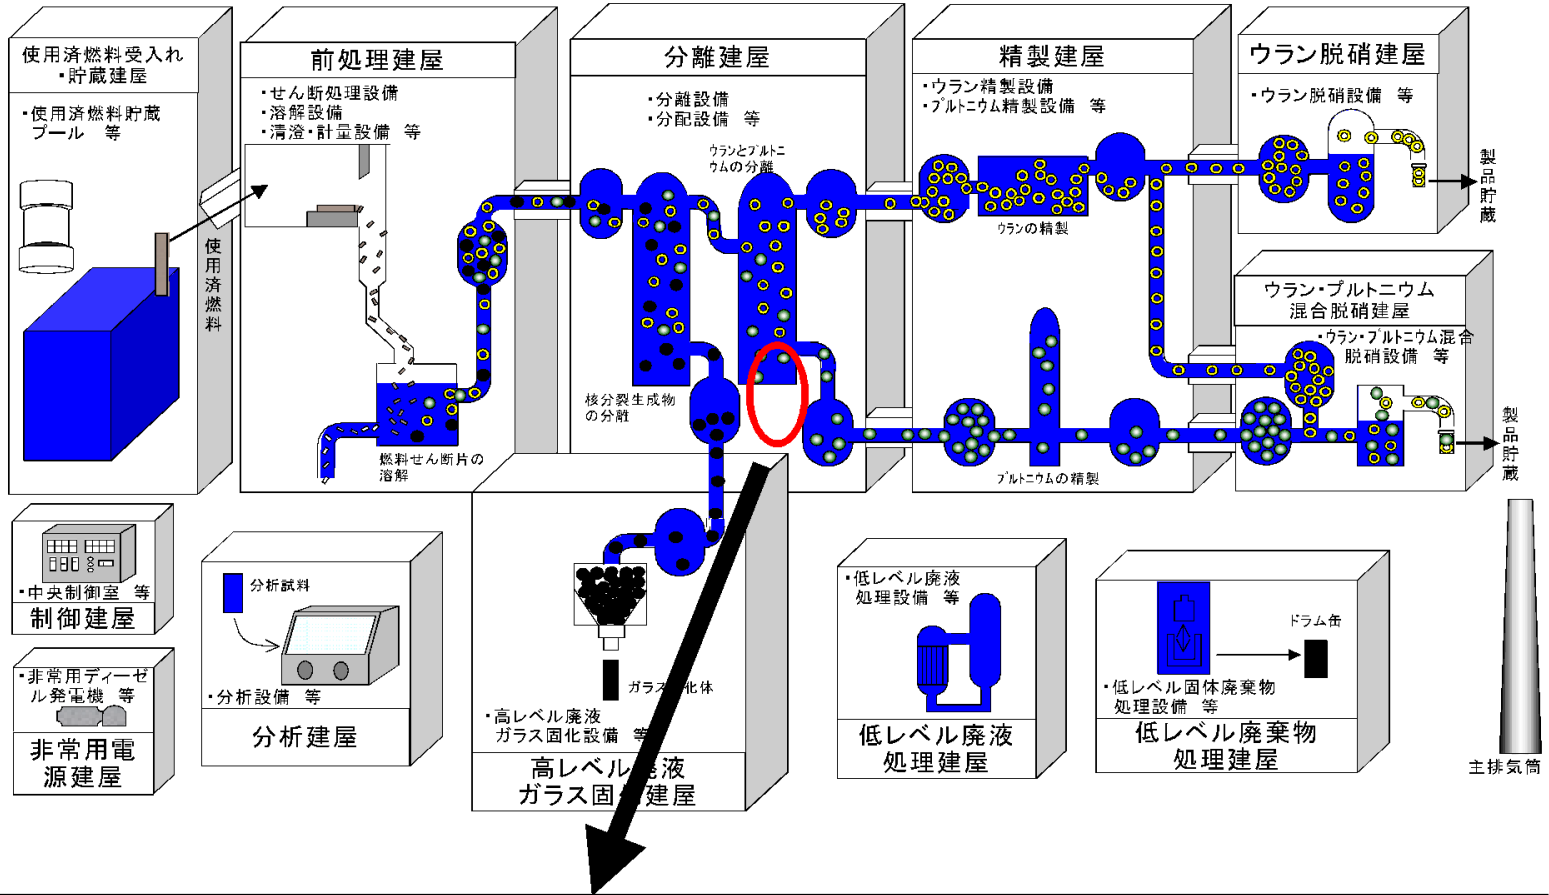 使用済燃料受入れ
・貯蔵建屋
・使用済燃料貯蔵
プール 等
使用済燃料
前処理建屋
・せん断処理設備
・溶解設備
・清澄・計量設備 等
燃料せん断片の
溶解
分離建屋
・分離設備
・分配設備 等
ウランとプルトニ
ウムの分離
核分裂生成物
の分離
精製建屋
・ウラン精製設備
・プルトニウム精製設備 等
ウランの精製
プルトニウムの精製
ウラン脱硝建屋
・ウラン脱硝設備 等
製品貯蔵
ウラン・プルトニウム
混合脱硝建屋
・ウラン・プルトニウム混合
脱硝設備 等
製品貯蔵
・中央制御室 等
制御建屋
・非常用ディーゼ
ル発電機 等
非常用電
源建屋
分析試料
・分析設備 等
分析建屋
ガラス固化体
・高レベル廃液
ガラス固化設備 等
高レベル廃液
ガラス固化建屋
・低レベル廃液
処理設備 等
低レベル廃液
処理建屋
ドラム缶
・低レベル固体廃棄物
処理設備 等
低レベル廃棄物
処理建屋
主排気筒